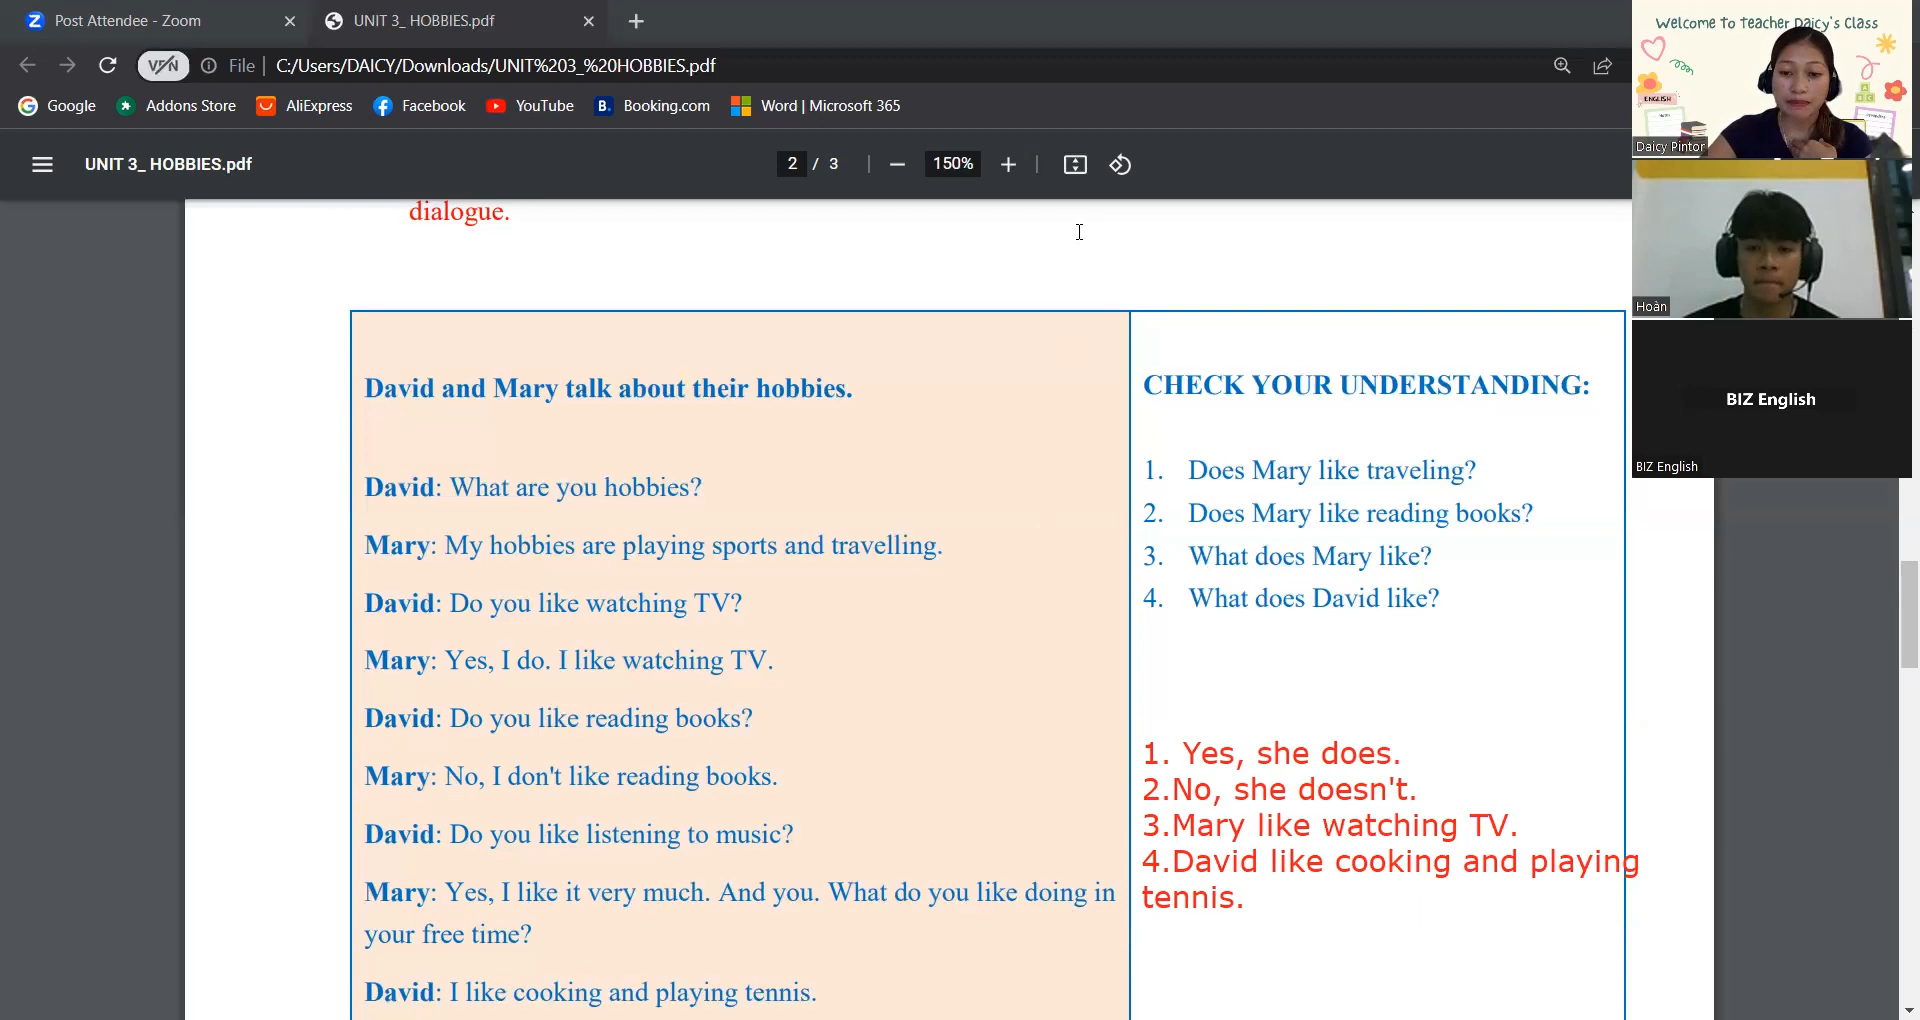 Post Attendee - Zoom
UNIT 3_ HOBBIES.pdf
VPN
File
C:/Users/DAICY/Downloads/UNIT%203_%20HOBBIES.pdf
Google
Addons Store
AliExpress
Facebook
YouTube
B.
Booking.com
Word | Microsoft 365
UNIT 3_ HOBBIES.pdf
2 / 3
150%
Welcome to Teacher Daicy's Class
ENGLISH
Daicy Pintor
Hoàn
BIZ English
BIZ English
dialogue.
David and Mary talk about their hobbies.
David: What are you hobbies?
Mary: My hobbies are playing sports and travelling.
David: Do you like watching TV?
Mary: Yes, I do. I like watching TV.
David: Do you like reading books?
Mary: No, I don't like reading books.
David: Do you like listening to music?
Mary: Yes, I like it very much. And you. What do you like doing in
your free time?
David: I like cooking and playing tennis.
CHECK YOUR UNDERSTANDING:
1. Does Mary like traveling?
2. Does Mary like reading books?
3. What does Mary like?
4. What does David like?
1. Yes, she does.
2.No, she doesn't.
3.Mary like watching TV.
4.David like cooking and playing
tennis.